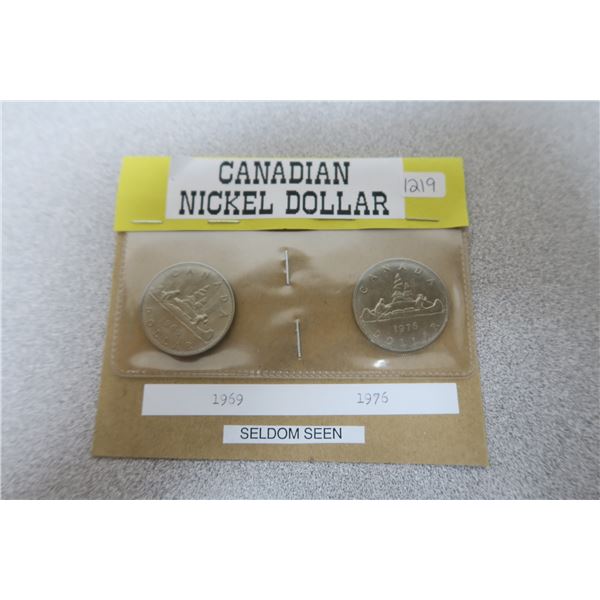 CANADIAN
NICKEL DOLLAR
1219
CANADA
DOLLAR
CANADA
1976
DOLLAR
1969 1976
SELDOM SEEN